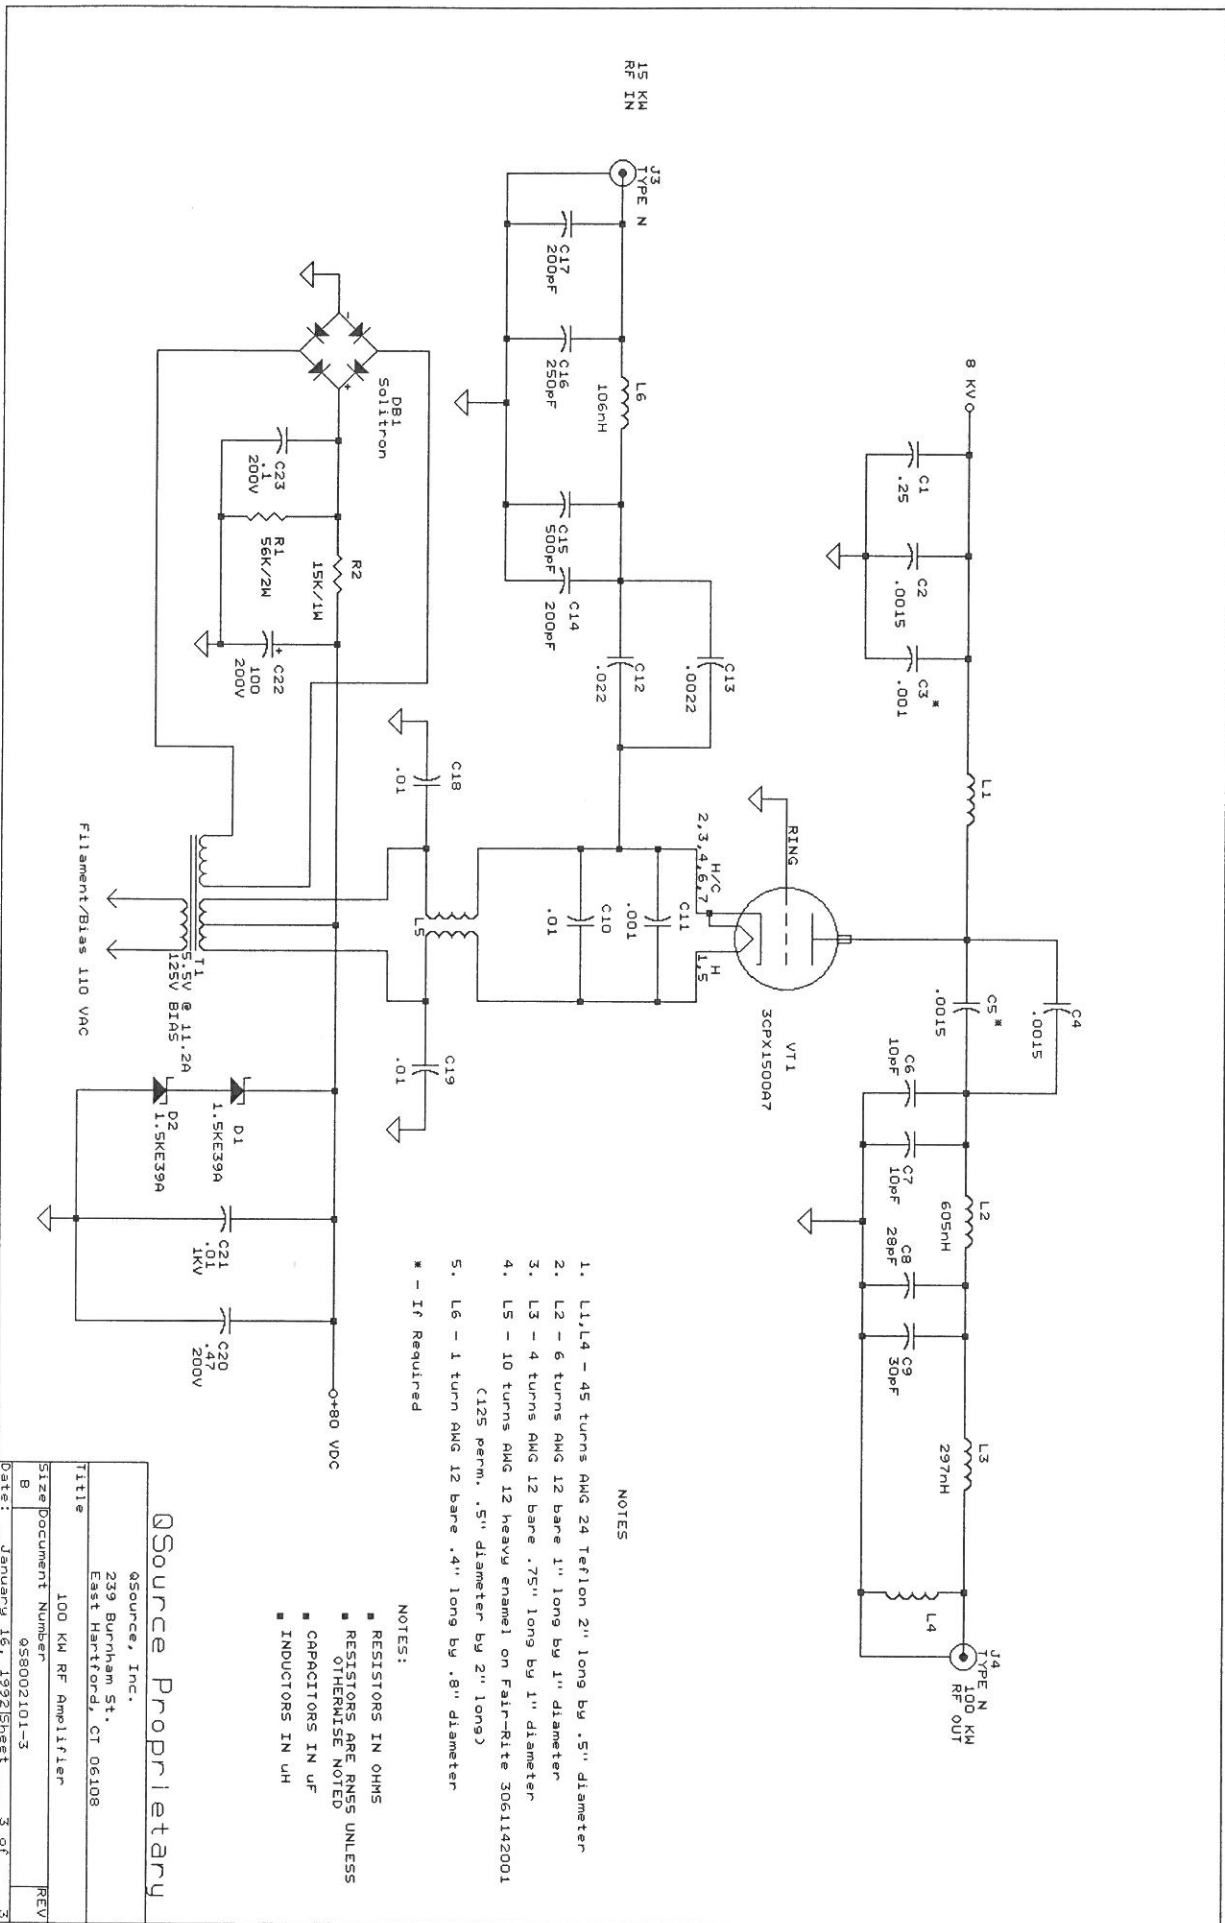 15 KW
RF IN
J3
TYPE N
C17
200pF
C16
250pF
L6
106nH
C15
500pF
C14
200pF
C12
.022
C13
.0022
8 KV
C1
.25
C2
.0015
C3 *
.001
L1
RING
H/C
2,3,4,6,7
H
1,5
VT1
3CPX1500A7
C11
.001
C10
.01
C4
.0015
C5 *
.0015
C6
10pF
C7
10pF
L2
605nH
C8
28pF
C9
30pF
L3
297nH
L4
J4
TYPE N
100 KW
RF OUT
-
+
DB1
Solitron
C23
.1
200V
R1
56K/2W
R2
15K/1W
+
C22
100
200V
C18
.01
L5
C19
.01
T1
5.5V @ 11.2A
125V BIAS
Filament/Bias 110 VAC
D1
1.5KE39A
D2
1.5KE39A
C21
.01
1KV
C20
.47
200V
+80 VDC
NOTES
1. L1,L4 - 45 turns AWG 24 Teflon 2" long by .5" diameter
2. L2 - 6 turns AWG 12 bare 1" long by 1" diameter
3. L3 - 4 turns AWG 12 bare .75" long by 1" diameter
4. L5 - 10 turns AWG 12 heavy enamel on Fair-Rite 3061142001
(125 perm. .5" diameter by 2" long)
5. L6 - 1 turn AWG 12 bare .4" long by .8" diameter
* - If Required
NOTES:
■ RESISTORS IN OHMS
■ RESISTORS ARE RN55 UNLESS
OTHERWISE NOTED
■ CAPACITORS IN uF
■ INDUCTORS IN uH
QSource Proprietary
QSource, Inc.
239 Burnham St.
East Hartford, CT 06108
Title
100 KW RF Amplifier
Size Document Number REV
B QS8002101-3
Date: January 16, 1992 Sheet 3 of 3